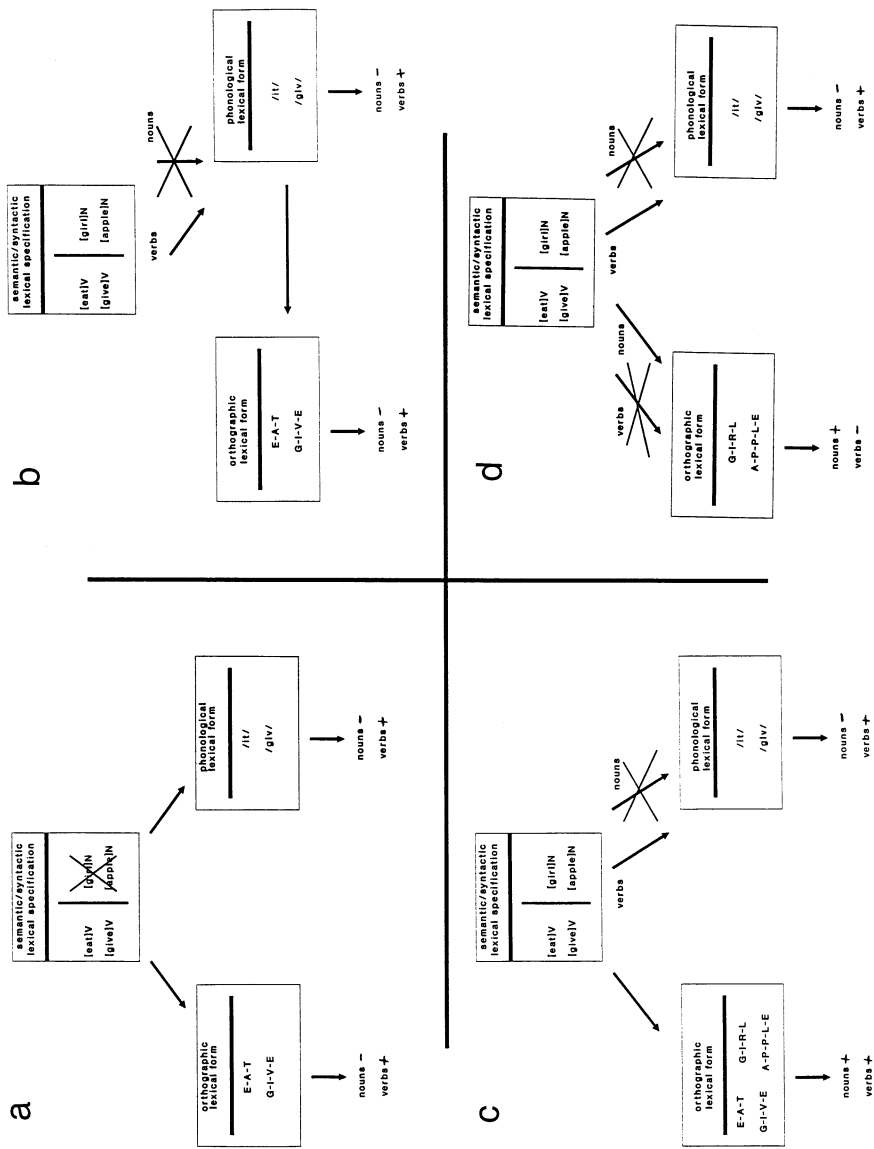 a
semantic/syntactic
lexical specification
[eat]V [girl]N
[give]V [apple]N
orthographic
lexical form
E-A-T
G-I-V-E
nouns −
verbs +
phonological
lexical form
/it/
/gIv/
nouns −
verbs +
b
semantic/syntactic
lexical specification
[eat]V [girl]N
[give]V [apple]N
verbs
nouns
orthographic
lexical form
E-A-T
G-I-V-E
nouns −
verbs +
phonological
lexical form
/it/
/gIv/
nouns −
verbs +
c
semantic/syntactic
lexical specification
[eat]V [girl]N
[give]V [apple]N
verbs
nouns
orthographic
lexical form
E-A-T G-I-R-L
G-I-V-E A-P-P-L-E
nouns +
verbs +
phonological
lexical form
/it/
/gIv/
nouns −
verbs +
d
semantic/syntactic
lexical specification
[eat]V [girl]N
[give]V [apple]N
verbs
nouns
verbs
nouns
orthographic
lexical form
G-I-R-L
A-P-P-L-E
nouns +
verbs −
phonological
lexical form
/it/
/gIv/
nouns −
verbs +